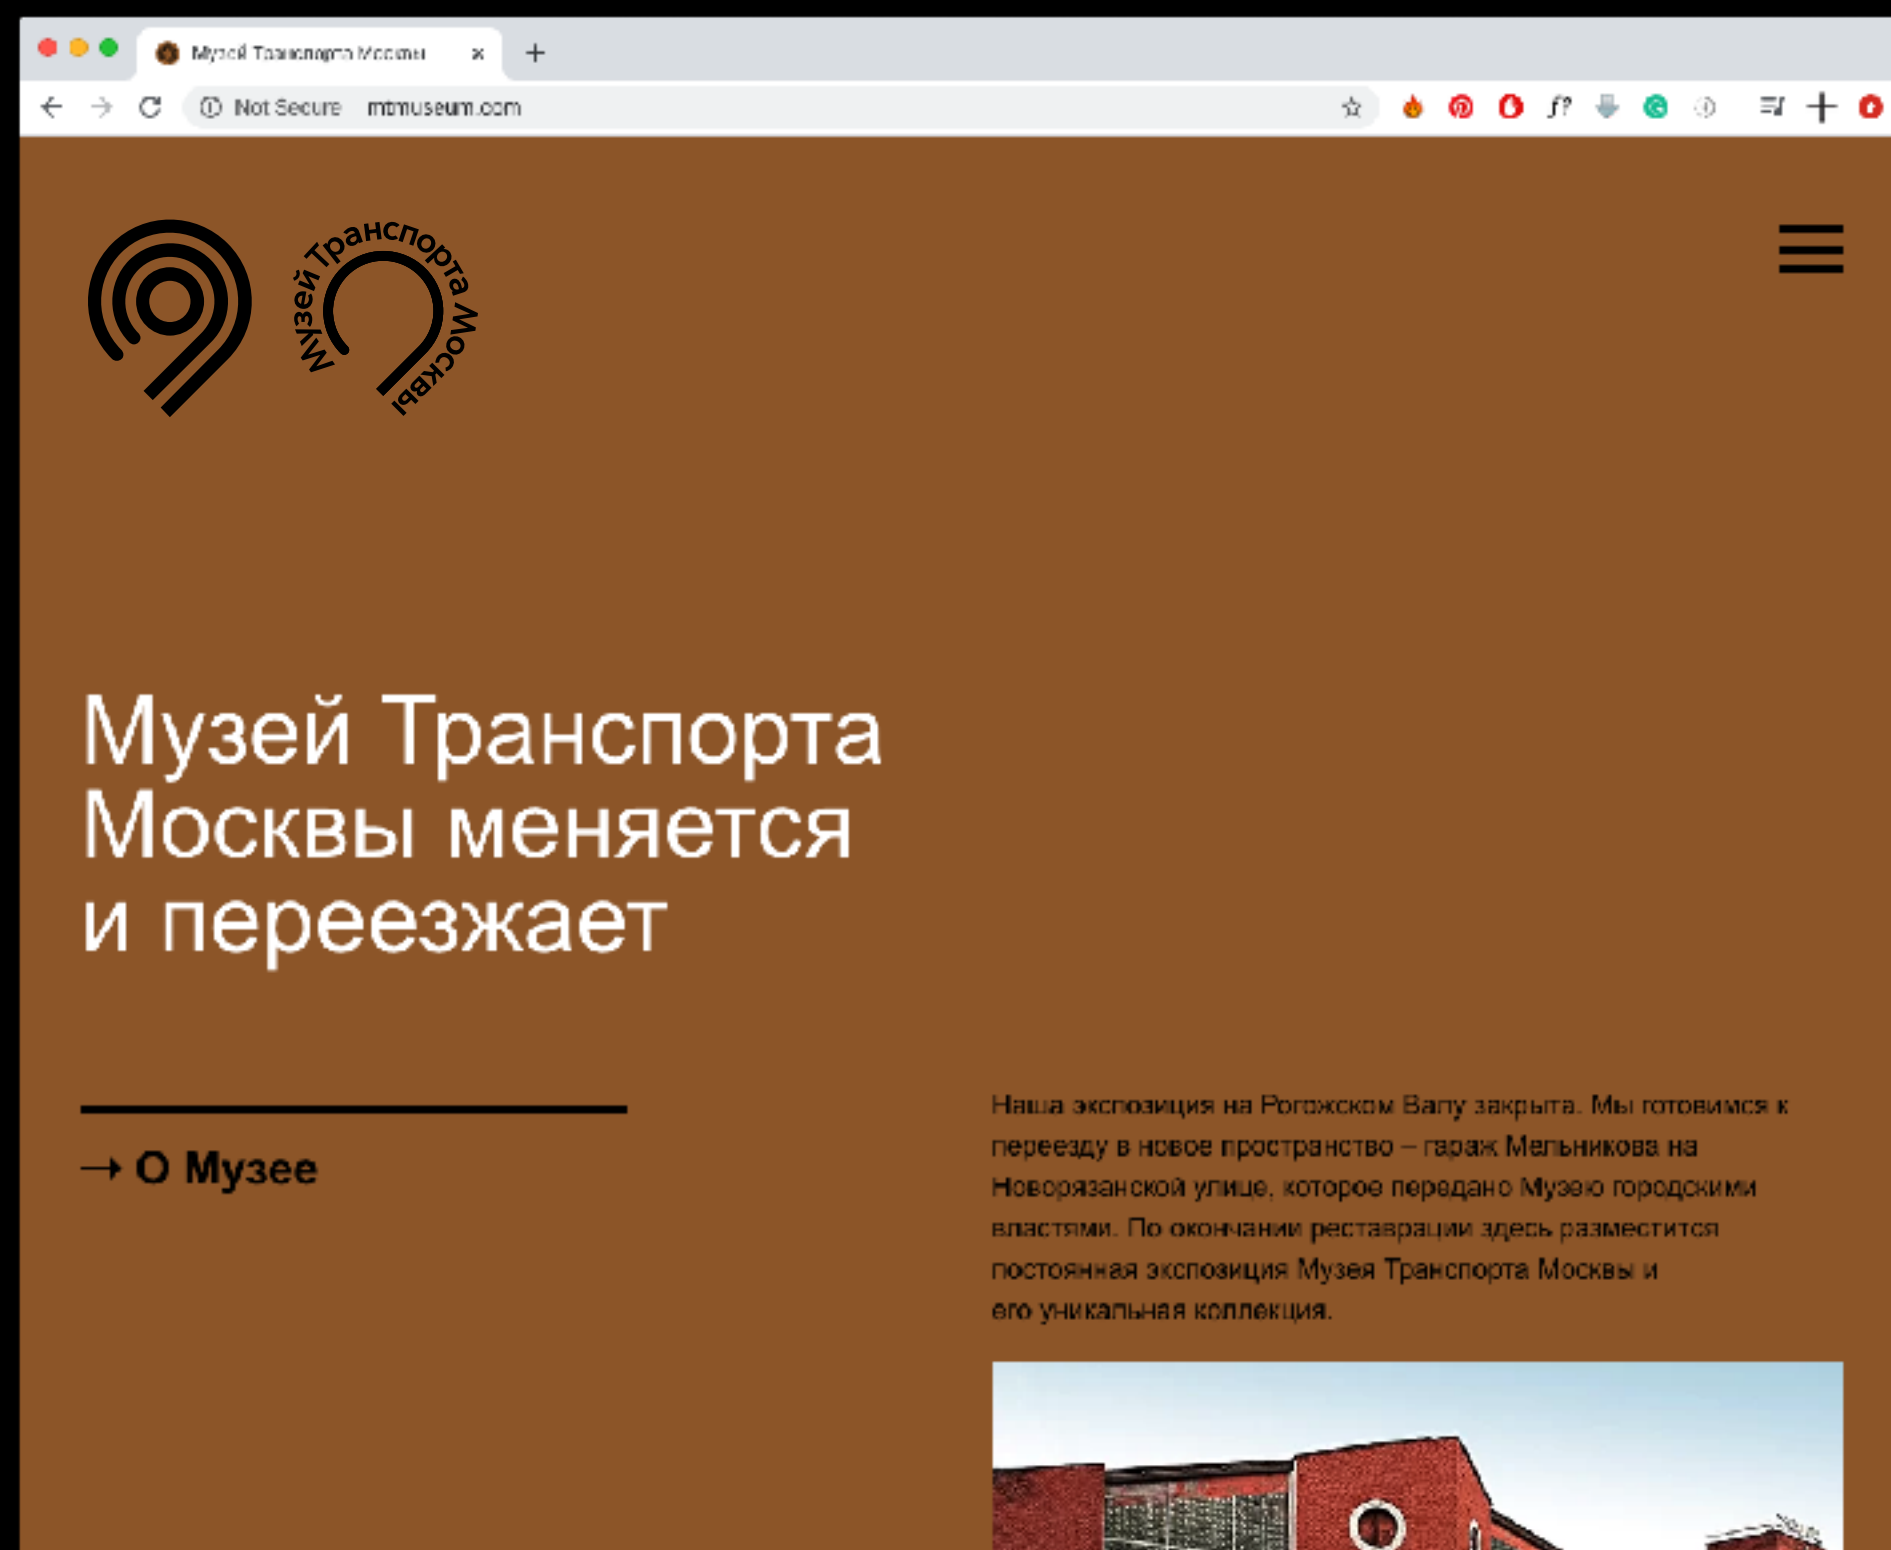 Музей Транспорта Москвы
Not Secure mtmuseum.com
f?
Музей Транспорта Москвы
Музей Транспорта
Москвы меняется
и переезжает
→ О Музее
Наша экспозиция на Рогожском Валу закрыта. Мы готовимся к
переезду в новое пространство – гараж Мельникова на
Новорязанской улице, которое передано Музею городскими
властями. По окончании реставрации здесь разместится
постоянная экспозиция Музея Транспорта Москвы и
его уникальная коллекция.